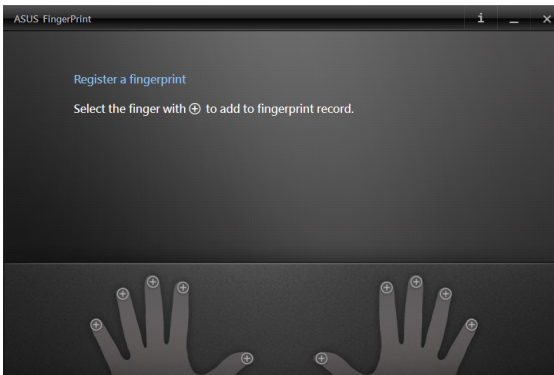 ASUS FingerPrint
Register a fingerprint
Select the finger with ⊕ to add to fingerprint record.